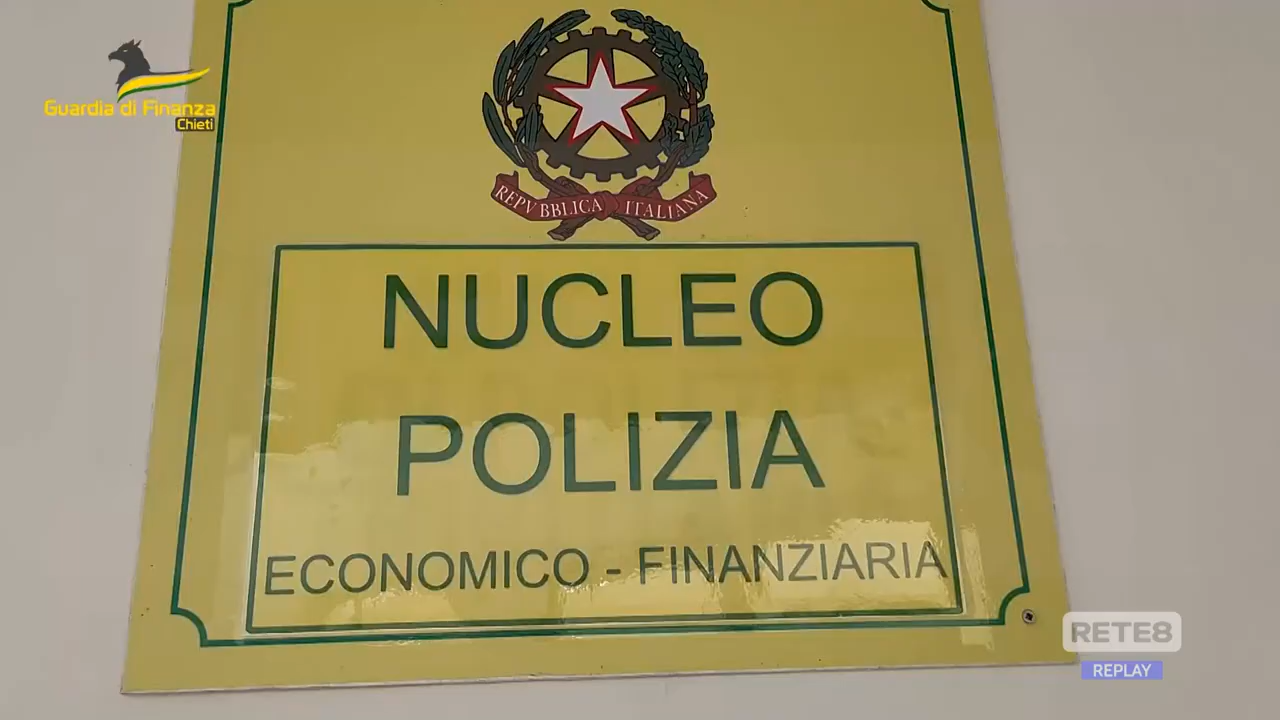 Guardia di Finanza
Chieti
REPVBBLICA ITALIANA
NUCLEO
POLIZIA
ECONOMICO - FINANZIARIA
RETE8
REPLAY